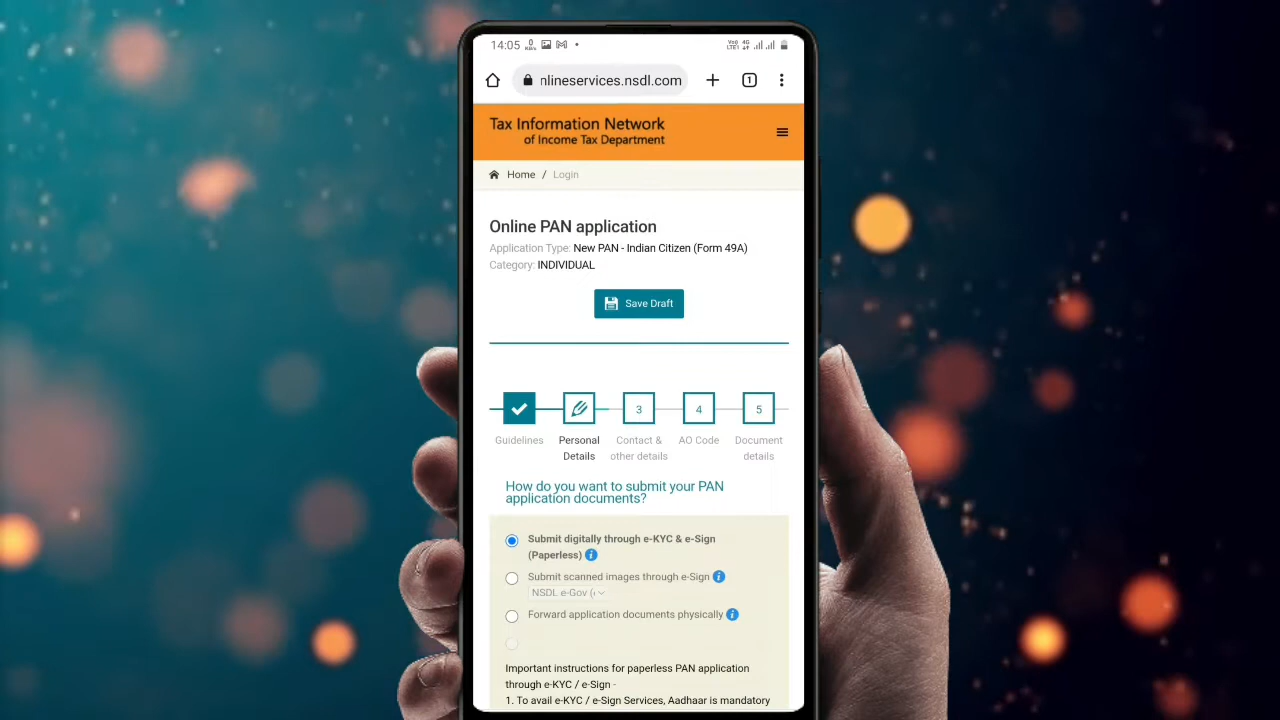 14:05
nlineservices.nsdl.com
1
Tax Information Network
of Income Tax Department
Home / Login
Online PAN application
Application Type: New PAN - Indian Citizen (Form 49A)
Category: INDIVIDUAL
Save Draft
3 4 5
Guidelines Personal Details Contact & other details AO Code Document details
How do you want to submit your PAN
application documents?
Submit digitally through e-KYC & e-Sign
(Paperless)
Submit scanned images through e-Sign
NSDL e-Gov (
Forward application documents physically
Important instructions for paperless PAN application
through e-KYC / e-Sign -
1. To avail e-KYC / e-Sign Services, Aadhaar is mandatory